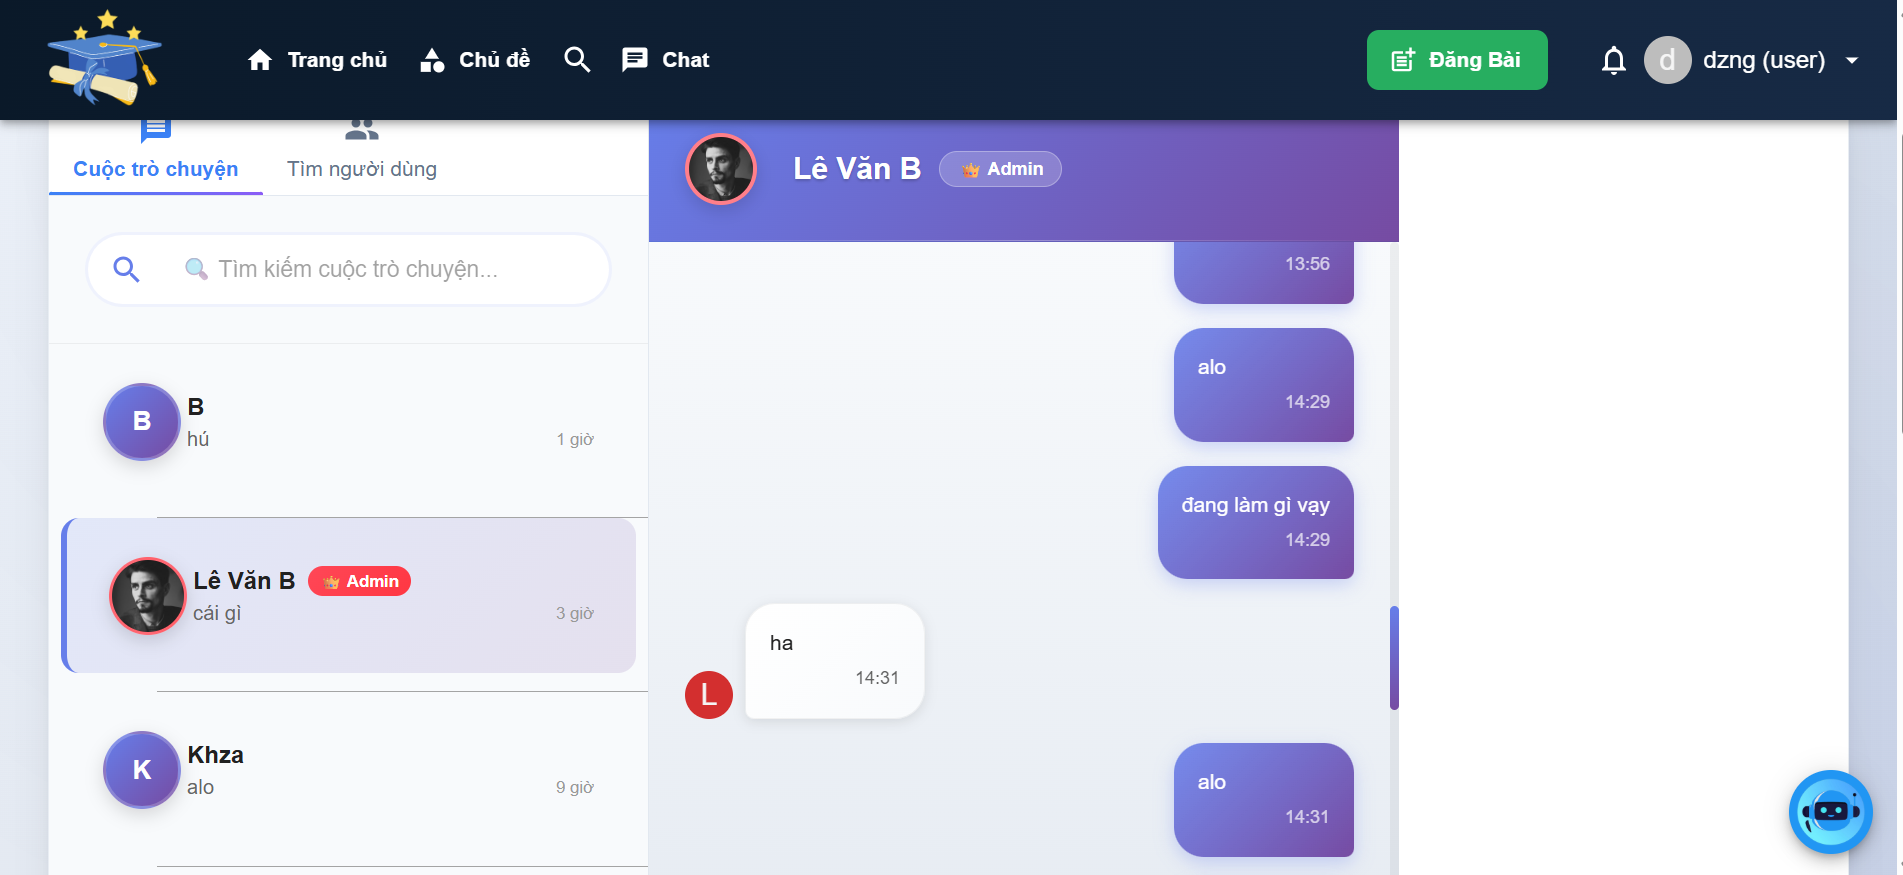 Trang chủ
Chủ đề
Chat
Đăng Bài
d
dzng (user)
Cuộc trò chuyện
Tìm người dùng
Tìm kiếm cuộc trò chuyện...
B
B
hú
1 giờ
Lê Văn B
Admin
cái gì
3 giờ
K
Khza
alo
9 giờ
Lê Văn B
Admin
13:56
alo
14:29
đang làm gì vạy
14:29
L
ha
14:31
alo
14:31